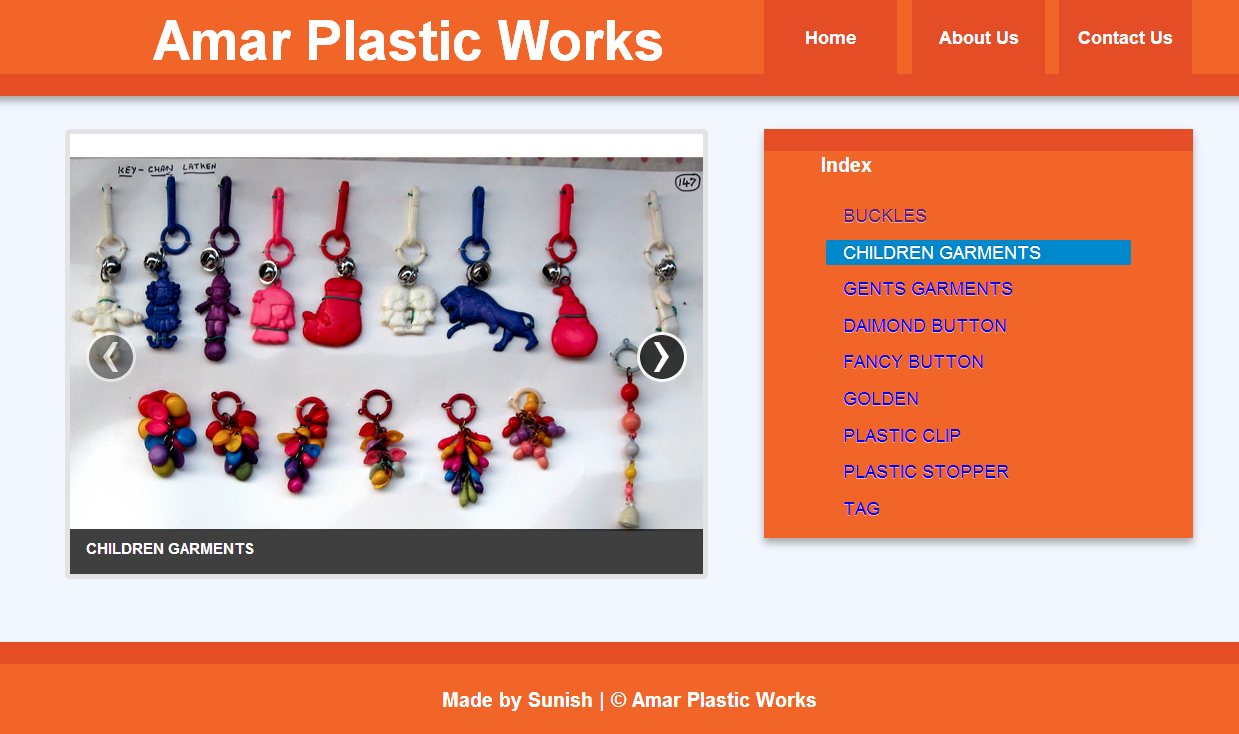 Amar Plastic Works
Home
About Us
Contact Us
KEY-CHAN LATKEN
147
CHILDREN GARMENTS
Index
BUCKLES
CHILDREN GARMENTS
GENTS GARMENTS
DAIMOND BUTTON
FANCY BUTTON
GOLDEN
PLASTIC CLIP
PLASTIC STOPPER
TAG
Made by Sunish | © Amar Plastic Works